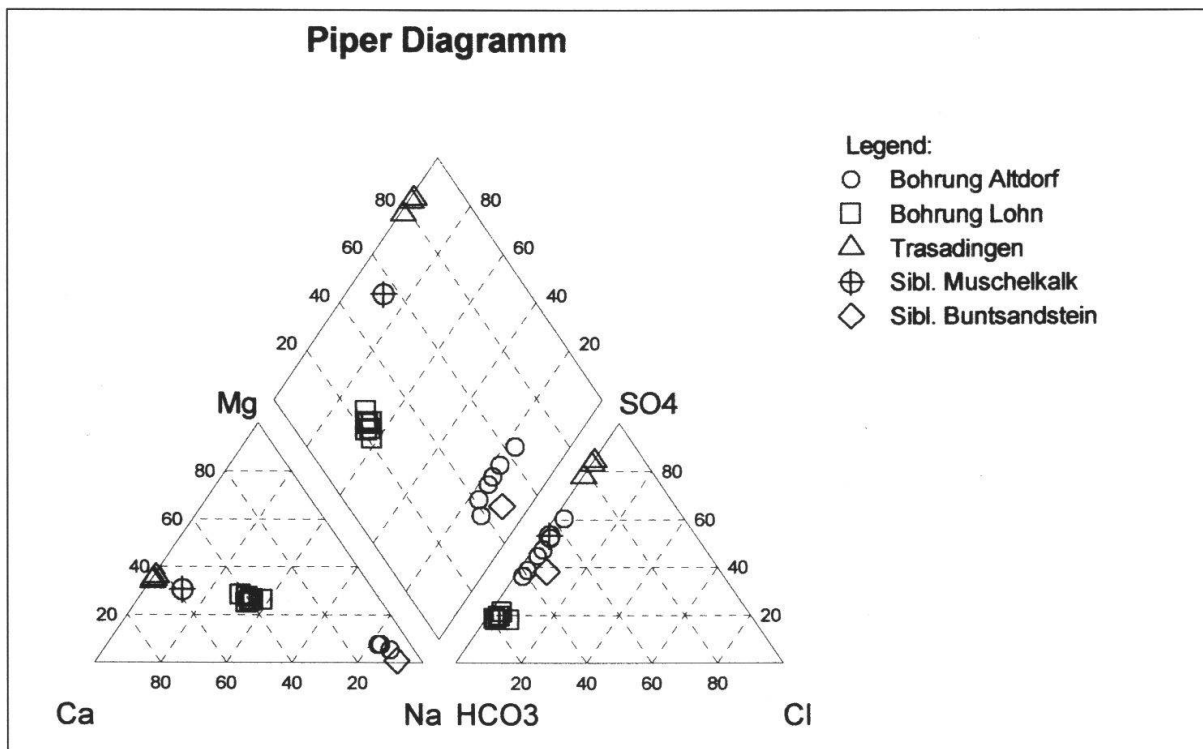 Piper Diagramm
Legend:
Bohrung Altdorf
Bohrung Lohn
Trasadingen
Sibl. Muschelkalk
Sibl. Buntsandstein
80 80
60 60
40 40
20 20
Mg SO4
80 80
60 60
40 40
20 20
80 60 40 20 20 40 60 80
Ca Na HCO3 Cl